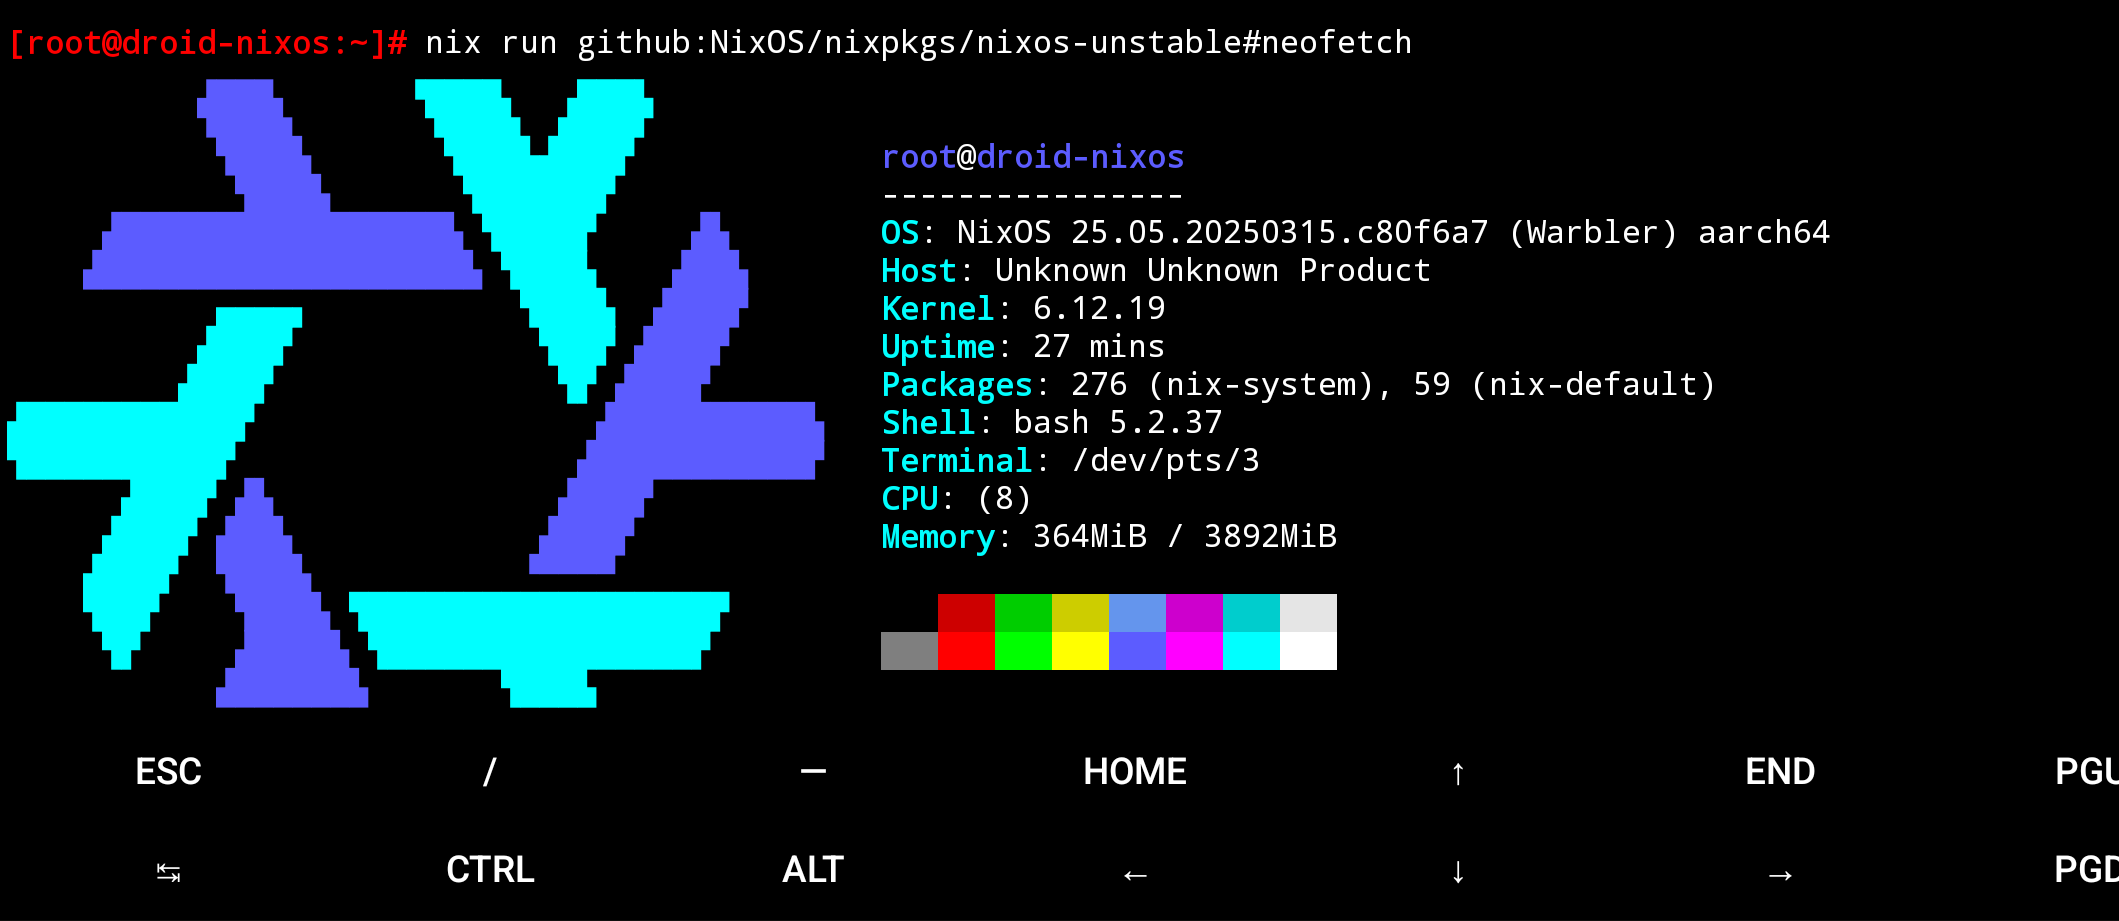 [root@droid-nixos:~]# nix run github:NixOS/nixpkgs/nixos-unstable#neofetch
root@droid-nixos
----------------
OS: NixOS 25.05.20250315.c80f6a7 (Warbler) aarch64
Host: Unknown Unknown Product
Kernel: 6.12.19
Uptime: 27 mins
Packages: 276 (nix-system), 59 (nix-default)
Shell: bash 5.2.37
Terminal: /dev/pts/3
CPU: (8)
Memory: 364MiB / 3892MiB
ESC / — HOME ↑ END PGU
↹ CTRL ALT ← ↓ → PGD